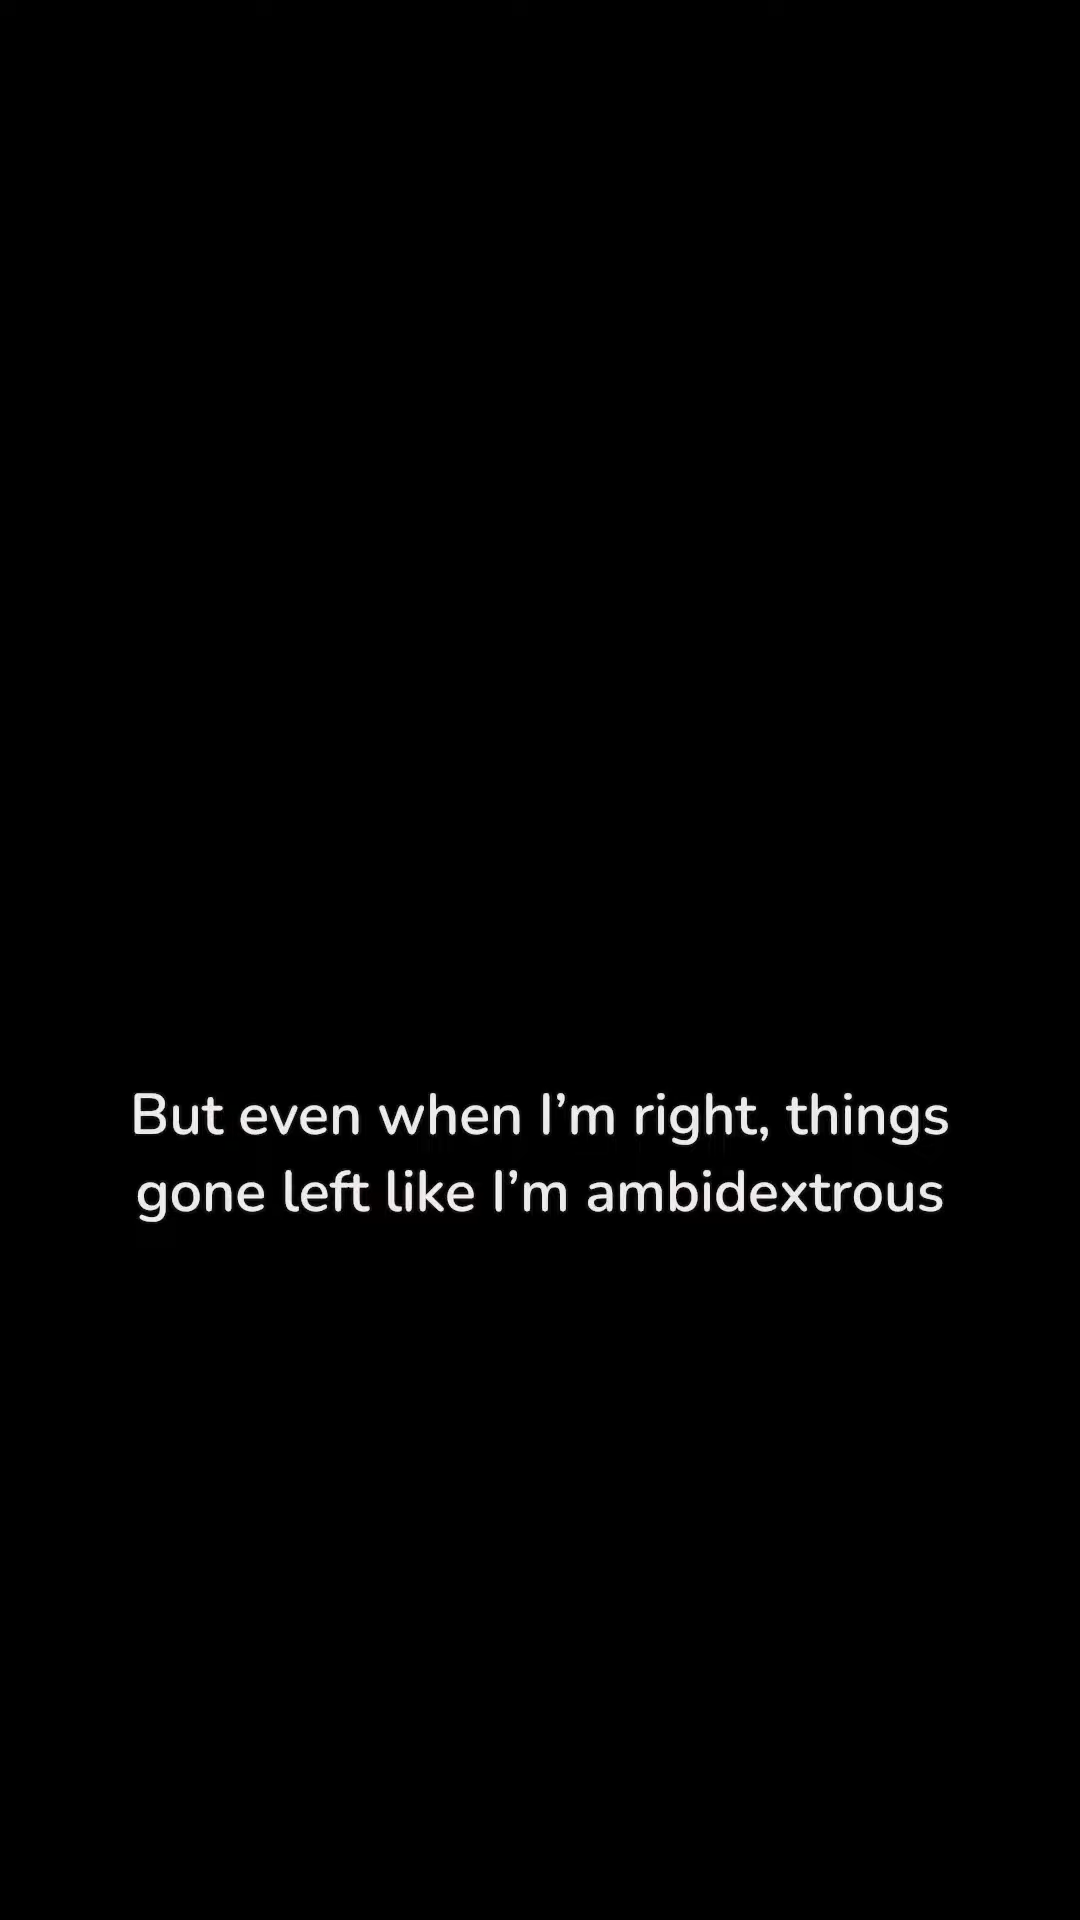 But even when I’m right, things
gone left like I’m ambidextrous